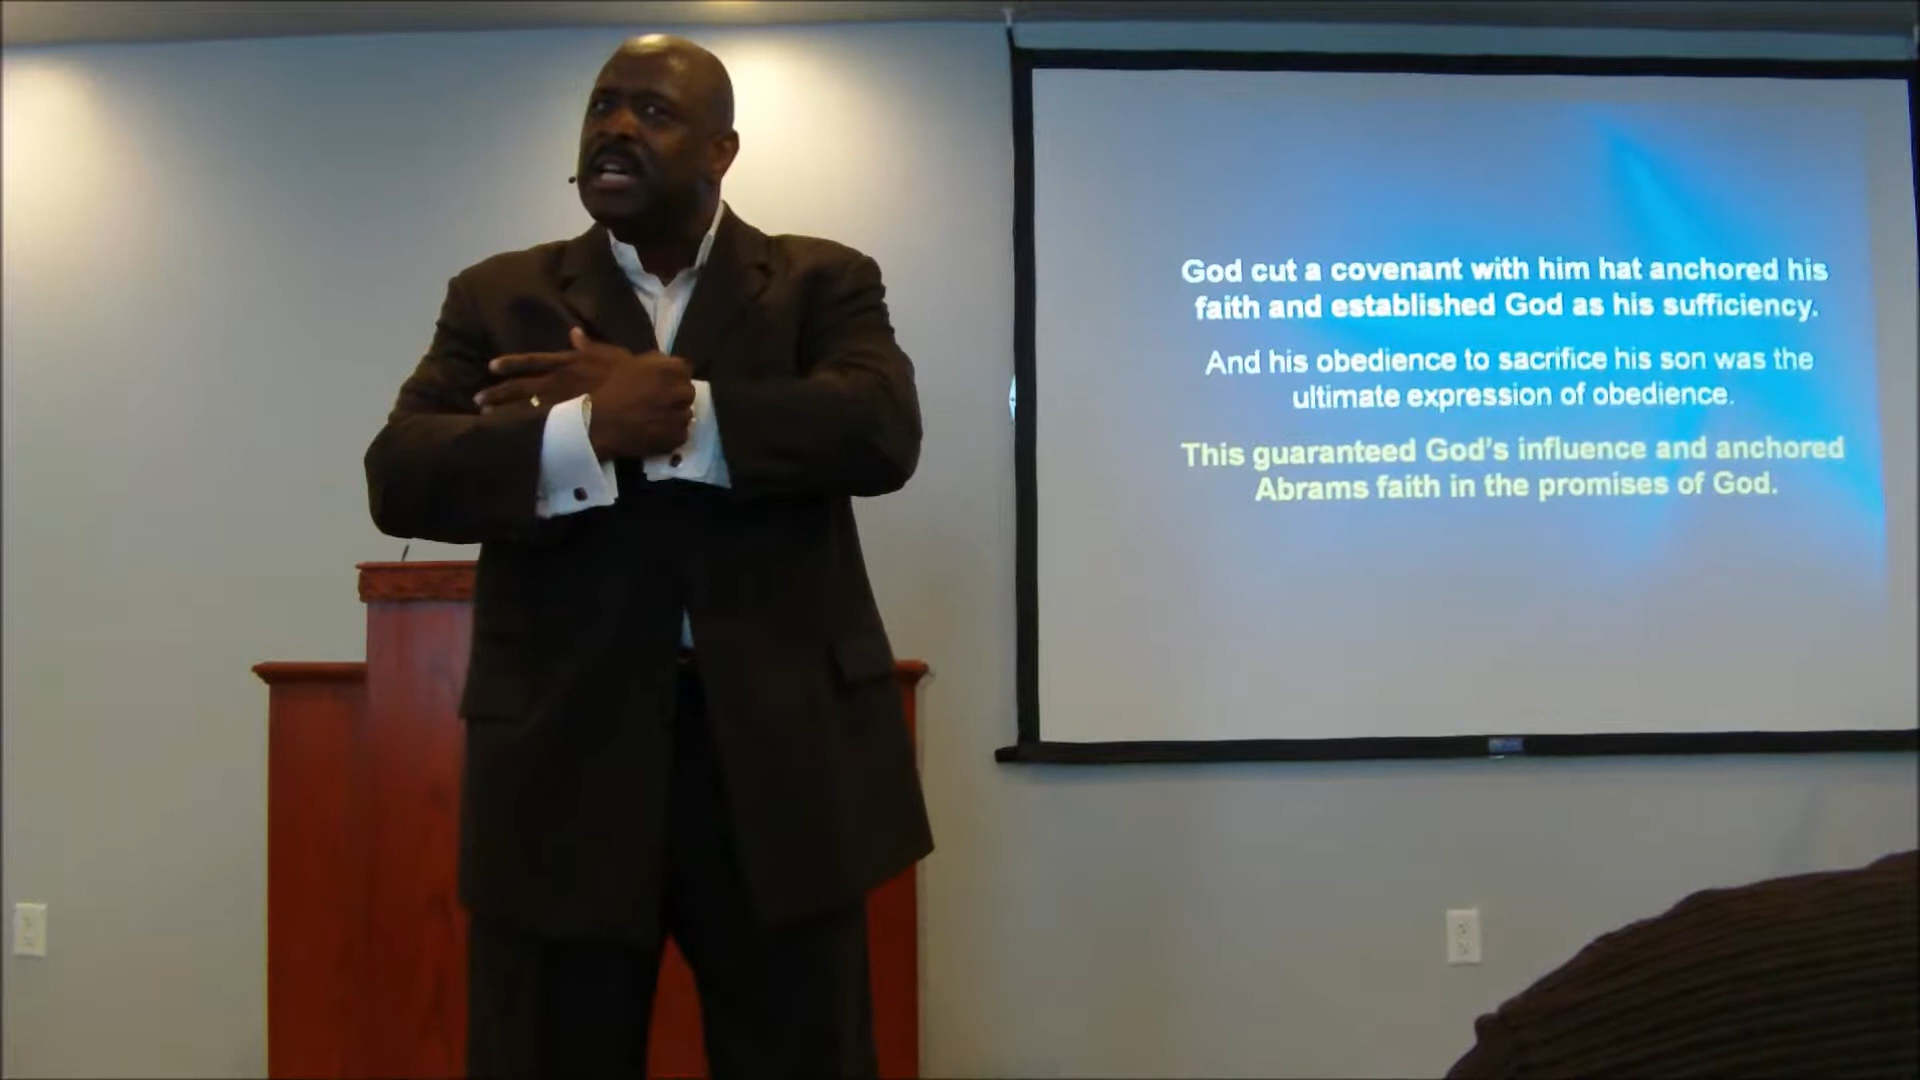 God cut a covenant with him hat anchored his
faith and established God as his sufficiency.
And his obedience to sacrifice his son was the
ultimate expression of obedience.
This guaranteed God's influence and anchored
Abrams faith in the promises of God.